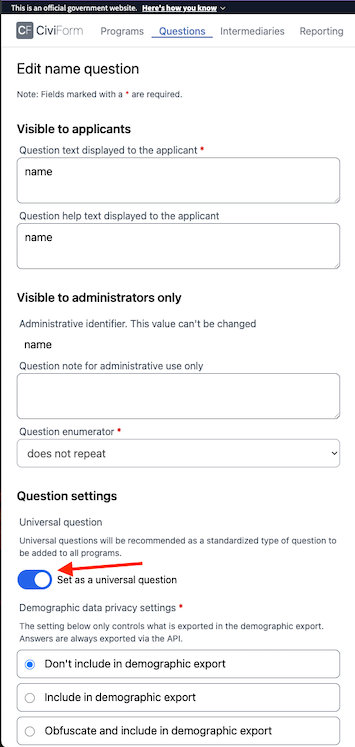 This is an official government website. Here's how you know
CF CiviForm Programs Questions Intermediaries Reporting
Edit name question
Note: Fields marked with a * are required.
Visible to applicants
Question text displayed to the applicant *
name
Question help text displayed to the applicant
name
Visible to administrators only
Administrative identifier. This value can't be changed
name
Question note for administrative use only
Question enumerator *
does not repeat
Question settings
Universal question
Universal questions will be recommended as a standardized type of question to
be added to all programs.
Set as a universal question
Demographic data privacy settings *
The setting below only controls what is exported in the demographic export.
Answers are always exported via the API.
Don't include in demographic export
Include in demographic export
Obfuscate and include in demographic export